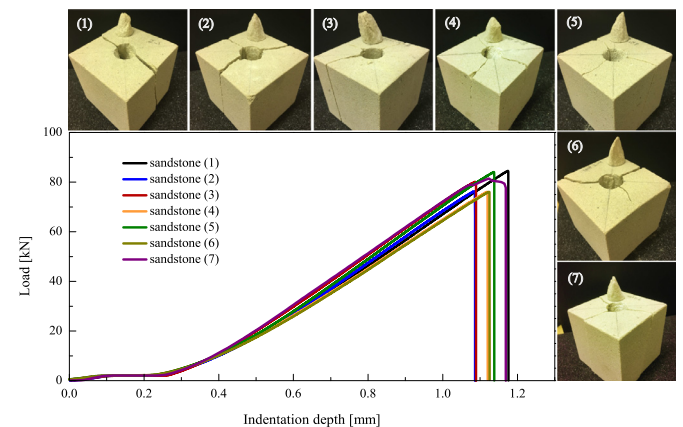 (1)
(2)
(3)
(4)
(5)
(6)
(7)
100
80
60
40
20
0
Load [kN]
sandstone (1)
sandstone (2)
sandstone (3)
sandstone (4)
sandstone (5)
sandstone (6)
sandstone (7)
0.0 0.2 0.4 0.6 0.8 1.0 1.2
Indentation depth [mm]